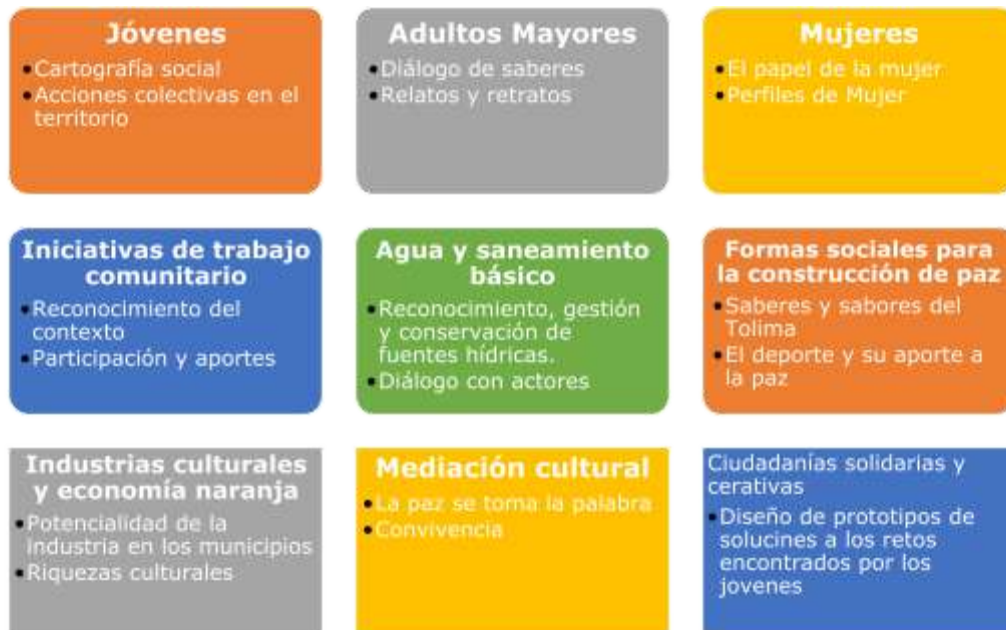 Jóvenes
•Cartografía social
•Acciones colectivas en el
territorio
Adultos Mayores
•Diálogo de saberes
•Relatos y retratos
Mujeres
•El papel de la mujer
•Perfiles de Mujer
Iniciativas de trabajo
comunitario
•Reconocimiento del
contexto
•Participación y aportes
Agua y saneamiento
básico
•Reconocimiento, gestión
y conservación de
fuentes hídricas.
•Diálogo con actores
Formas sociales para
la construcción de paz
•Saberes y sabores del
Tolima
•El deporte y su aporte a
la paz
Industrias culturales
y economía naranja
•Potencialidad de la
industria en los municipios
•Riquezas culturales
Mediación cultural
•La paz se toma la palabra
•Convivencia
Ciudadanías solidarias y
cerativas
•Diseño de prototipos de
solucines a los retos
encontrados por los
jovenes